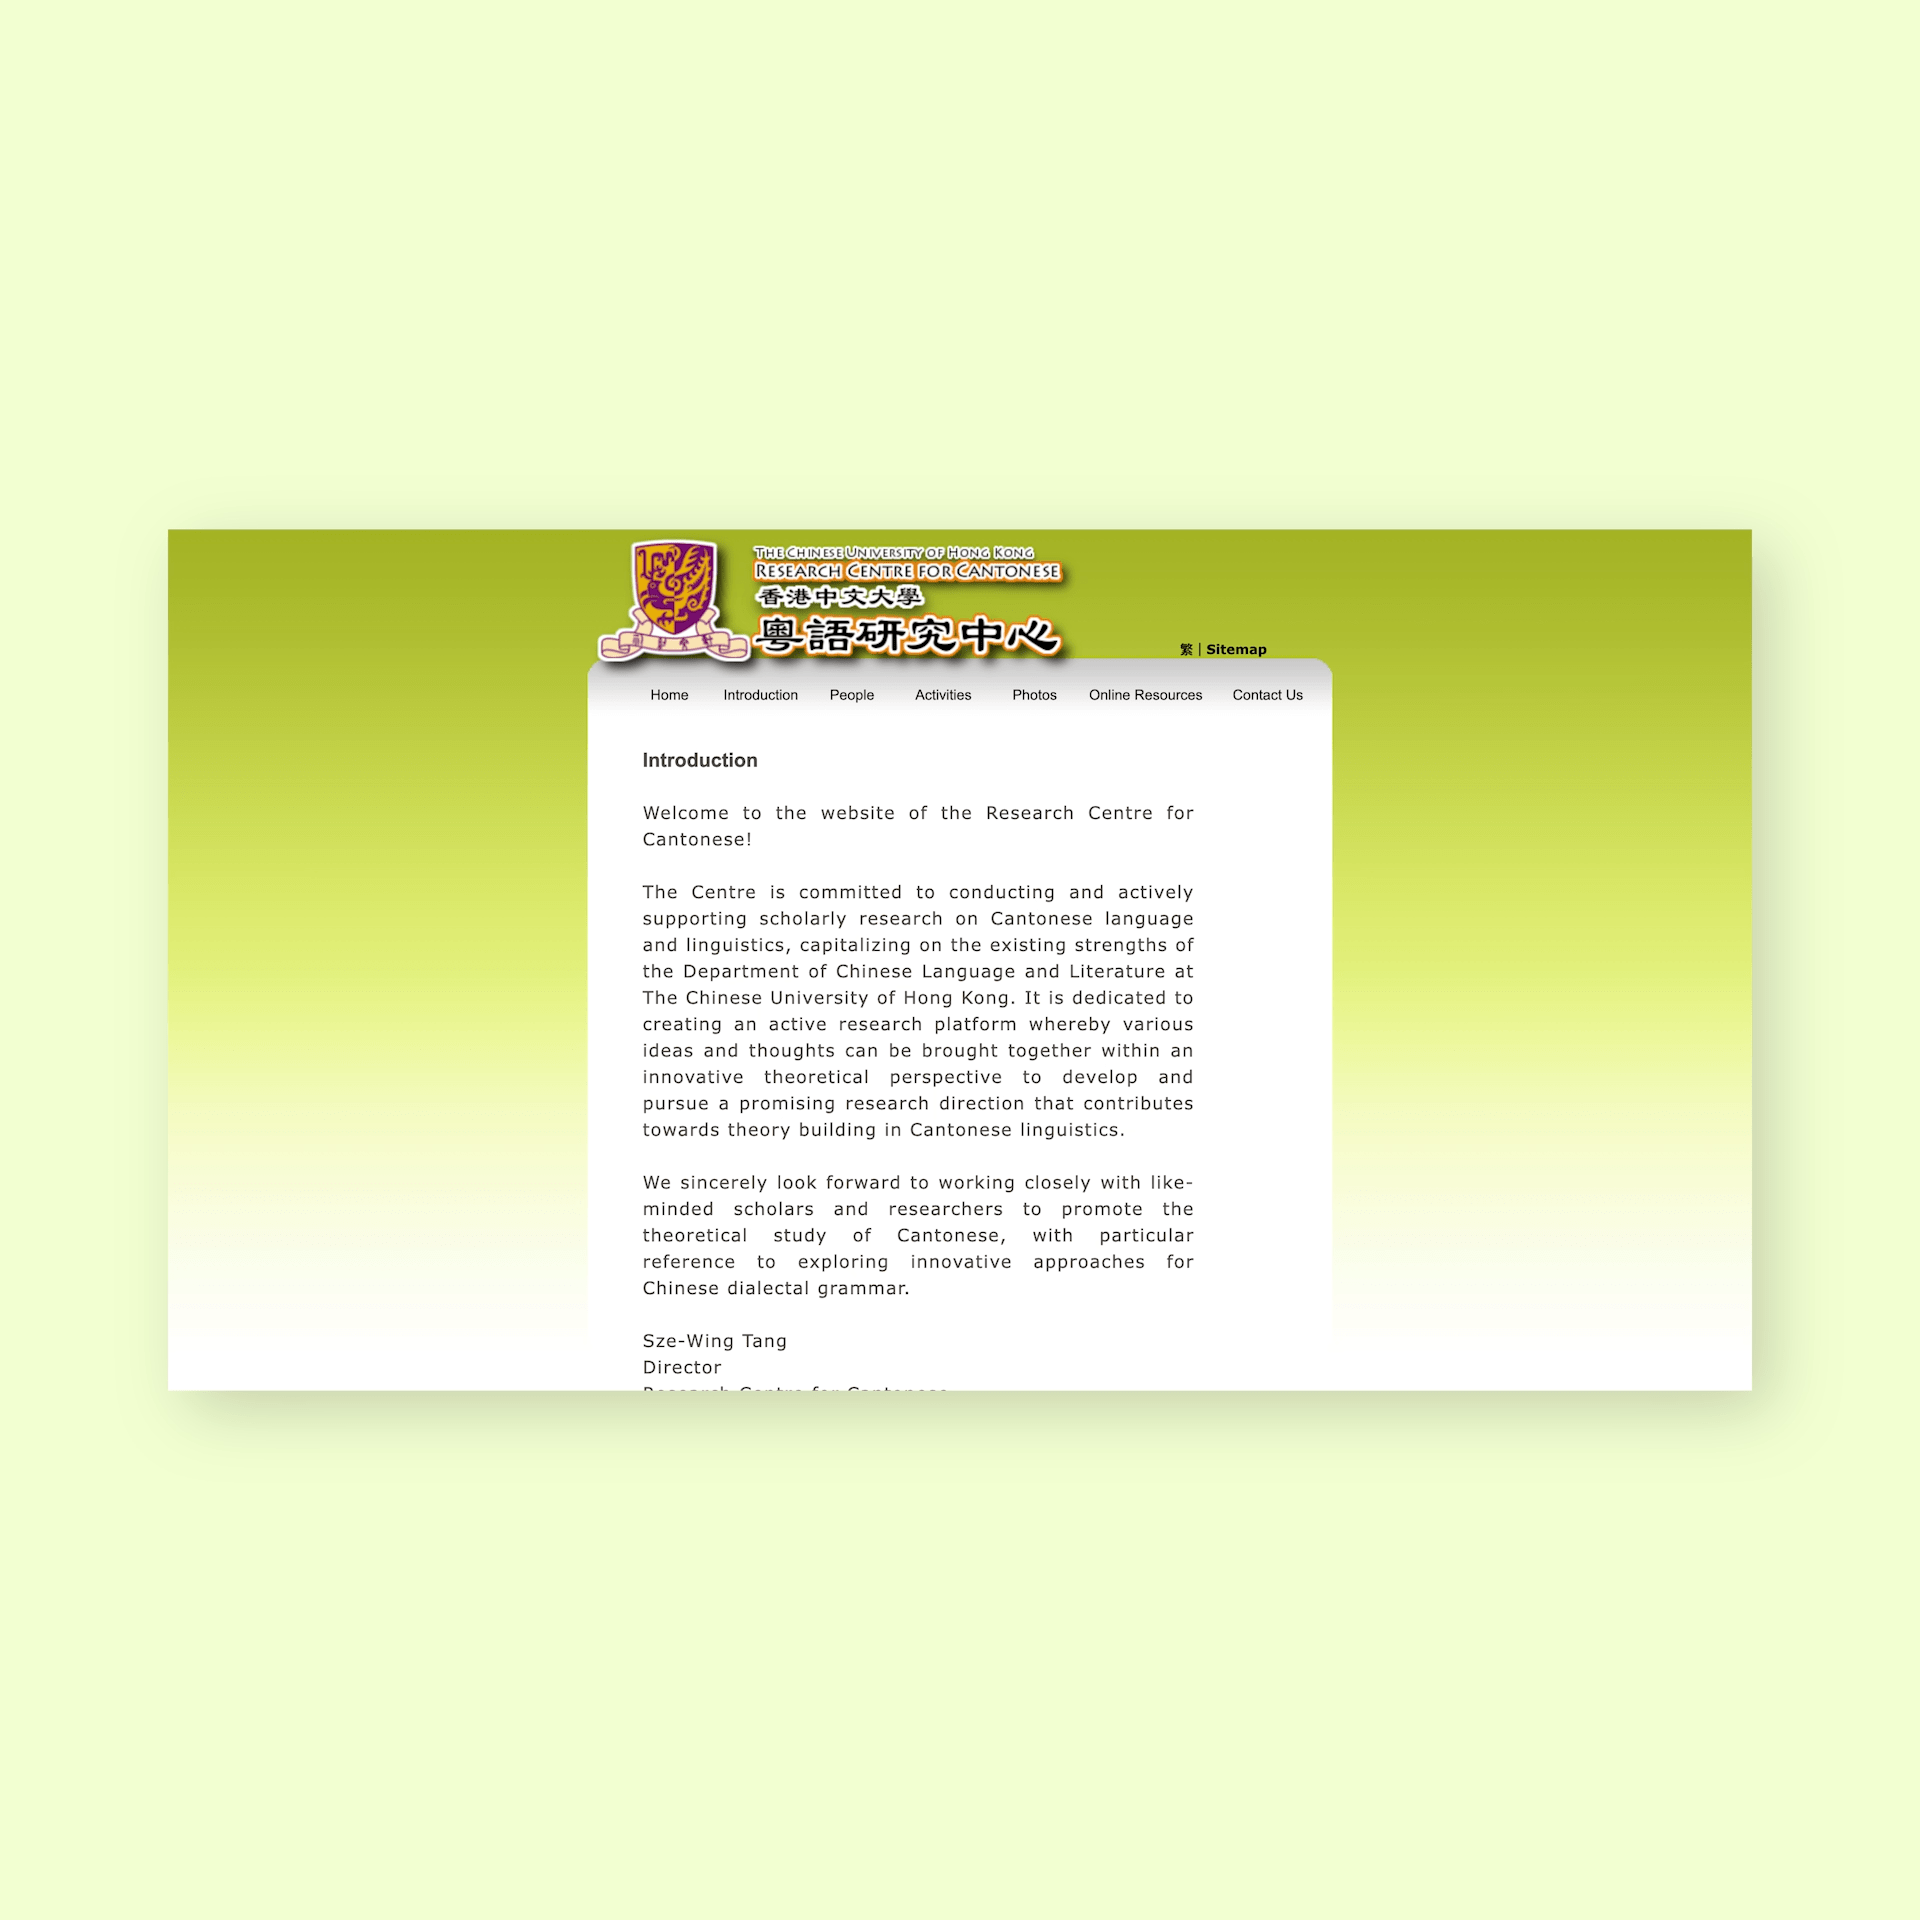 THE CHINESE UNIVERSITY OF HONG KONG
RESEARCH CENTRE FOR CANTONESE
香港中文大學
粵語研究中心
繁 | Sitemap
Home Introduction People Activities Photos Online Resources Contact Us
Introduction
Welcome to the website of the Research Centre for
Cantonese!
The Centre is committed to conducting and actively
supporting scholarly research on Cantonese language
and linguistics, capitalizing on the existing strengths of
the Department of Chinese Language and Literature at
The Chinese University of Hong Kong. It is dedicated to
creating an active research platform whereby various
ideas and thoughts can be brought together within an
innovative theoretical perspective to develop and
pursue a promising research direction that contributes
towards theory building in Cantonese linguistics.
We sincerely look forward to working closely with like-
minded scholars and researchers to promote the
theoretical study of Cantonese, with particular
reference to exploring innovative approaches for
Chinese dialectal grammar.
Sze-Wing Tang
Director
Research Centre for Cantonese